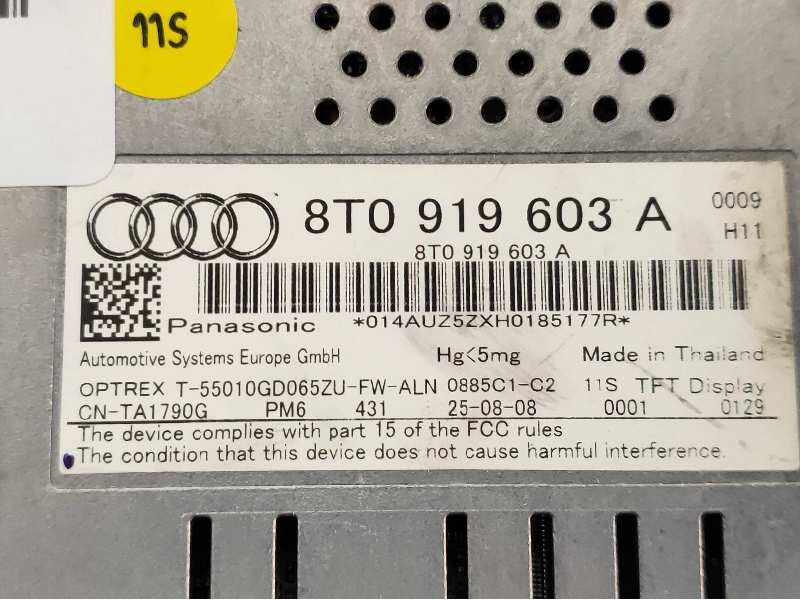 11S
8T0 919 603 A 0009
H11
8T0 919 603 A
*014AUZ5ZXH0185177R*
Panasonic
Automotive Systems Europe GmbH Hg<5mg Made in Thailand
OPTREX T-55010GD065ZU-FW-ALN 0885C1-C2 11S TFT Display
CN-TA1790G PM6 431 25-08-08 0001 0129
The device complies with part 15 of the FCC rules
The condition that this device does not cause harmful interference.